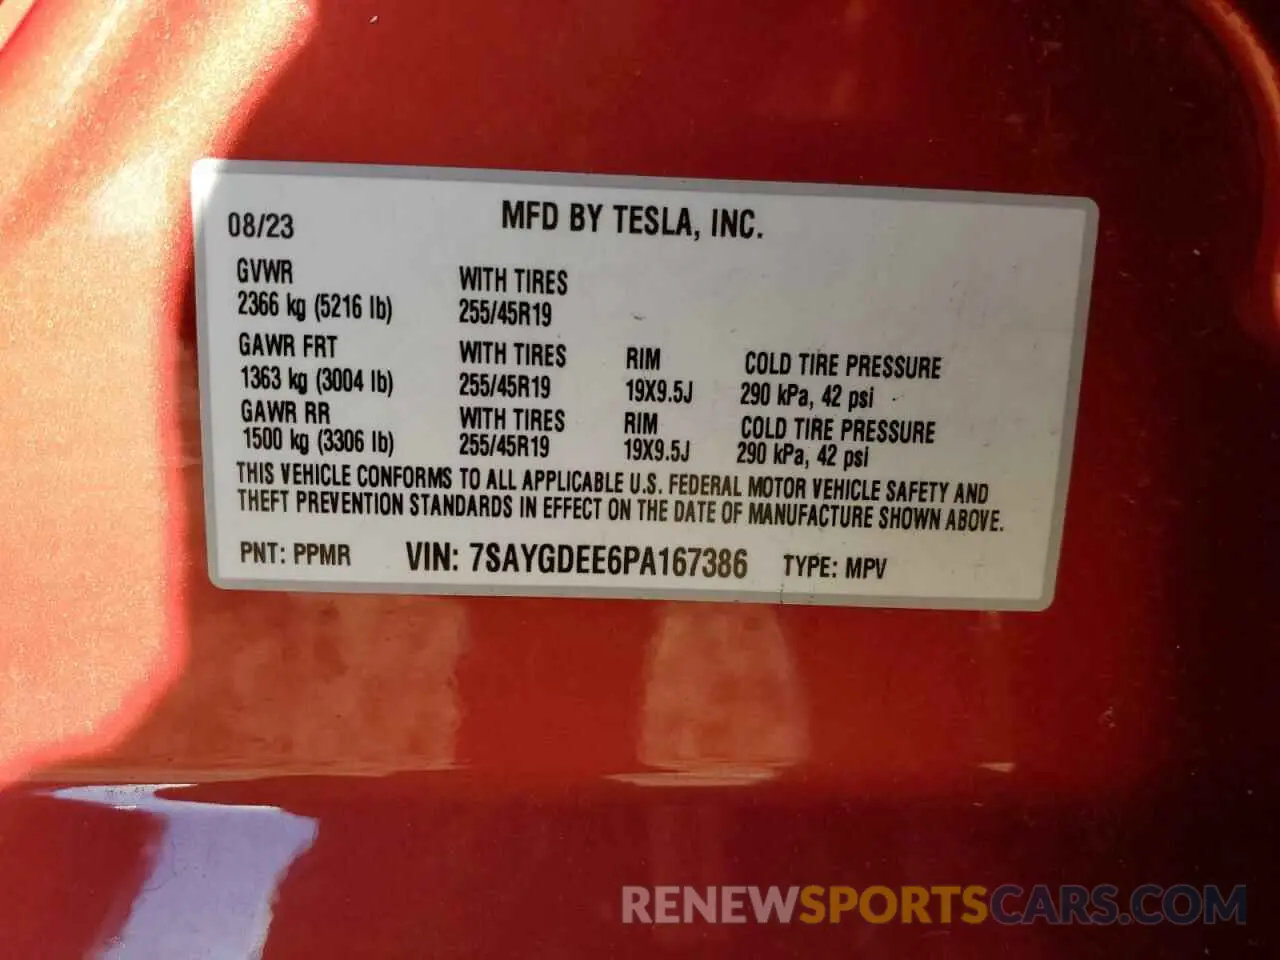 08/23 MFD BY TESLA, INC.
GVWR WITH TIRES
2366 kg (5216 lb) 255/45R19
GAWR FRT WITH TIRES RIM COLD TIRE PRESSURE
1363 kg (3004 lb) 255/45R19 19X9.5J 290 kPa, 42 psi
GAWR RR WITH TIRES RIM COLD TIRE PRESSURE
1500 kg (3306 lb) 255/45R19 19X9.5J 290 kPa, 42 psi
THIS VEHICLE CONFORMS TO ALL APPLICABLE U.S. FEDERAL MOTOR VEHICLE SAFETY AND
THEFT PREVENTION STANDARDS IN EFFECT ON THE DATE OF MANUFACTURE SHOWN ABOVE.
PNT: PPMR VIN: 7SAYGDEE6PA167386 TYPE: MPV
RENEWSPORTSCARS.COM